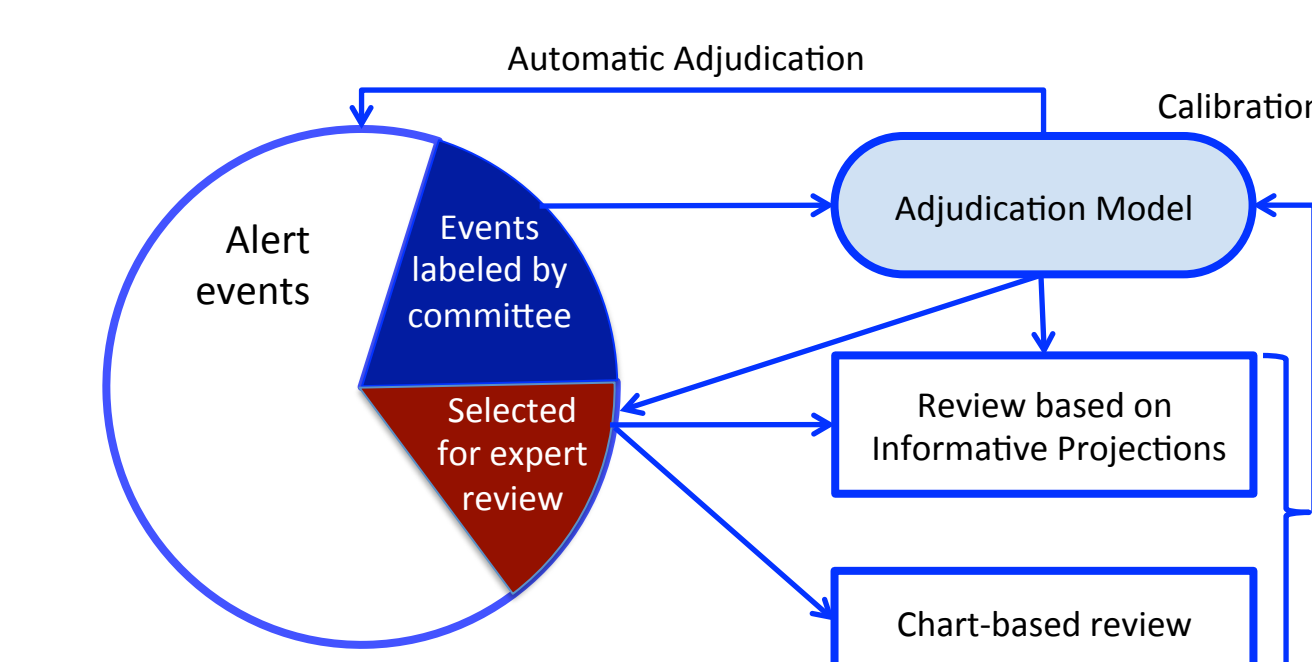 Automatic Adjudication
Calibration
Adjudication Model
Alert
events
Events
labeled by
committee
Selected
for expert
review
Review based on
Informative Projections
Chart-based review